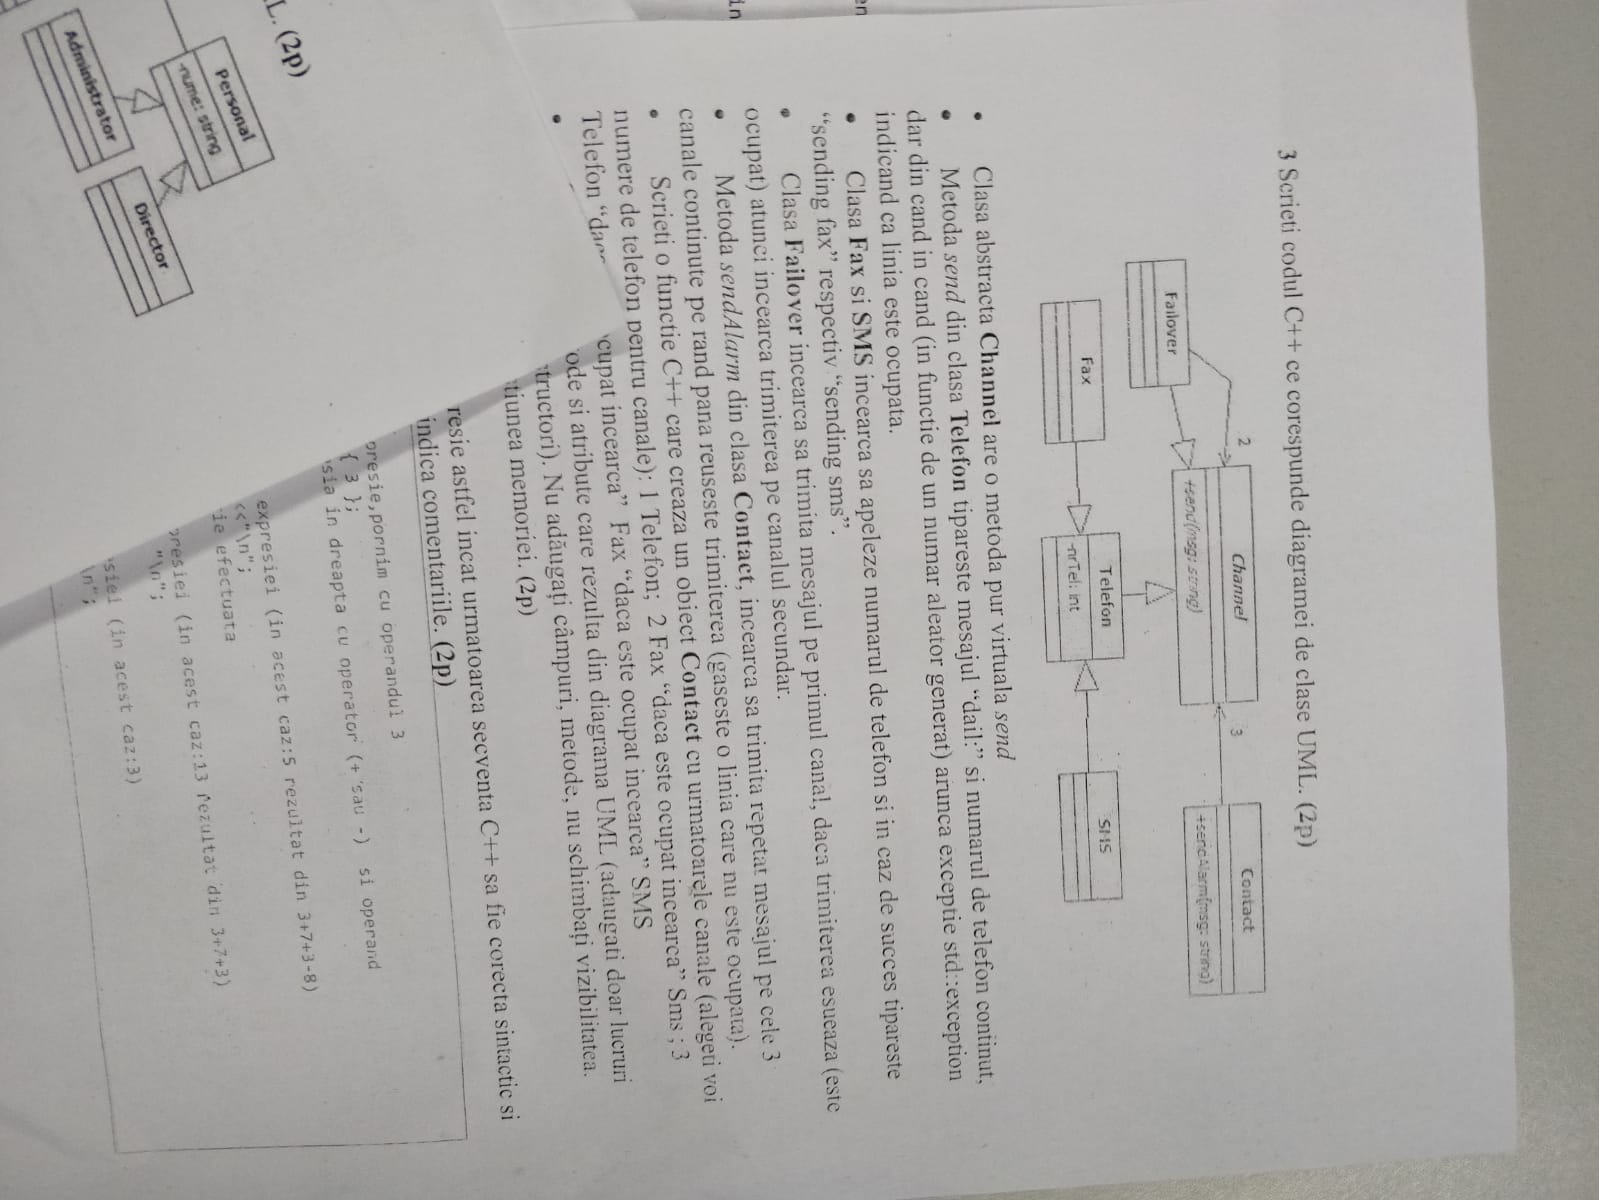 3 Scrieti codul C++ ce corespunde diagramei de clase UML. (2p)
2
Channel
3
Contact
+send(msg: string)
+sendAlarm(msg: string)
Failover
Telefon
SMS
Fax
-nrTel: int
• Clasa abstracta Channel are o metoda pur virtuala send
• Metoda send din clasa Telefon tipareste mesajul “dail:” si numarul de telefon continut,
dar din cand in cand (in functie de un numar aleator generat) arunca exceptie std::exception
indicand ca linia este ocupata.
• Clasa Fax si SMS incearca sa apeleze numarul de telefon si in caz de succes tipareste
“sending fax” respectiv “sending sms”.
• Clasa Failover incearca sa trimita mesajul pe primul canal, daca trimiterea esueaza (este
ocupat) atunci incearca trimiterea pe canalul secundar.
• Metoda sendAlarm din clasa Contact, incearca sa trimita repetat mesajul pe cele 3
canale continute pe rand pana reuseste trimiterea (gaseste o linia care nu este ocupata).
• Scrieti o functie C++ care creaza un obiect Contact cu urmatoarele canale (alegeti voi
numere de telefon pentru canale): 1 Telefon; 2 Fax “daca este ocupat incearca” Sms ; 3
Telefon “dac cupat incearca” Fax “daca este ocupat incearca” SMS
• ode si atribute care rezulta din diagrama UML (adaugati doar lucruri
tructori). Nu adăugați câmpuri, metode, nu schimbați vizibilitatea.
tiunea memoriei. (2p)
resie astfel incat urmatoarea secventa C++ sa fie corecta sintactic si
indica comentariile. (2p)
presie,pornim cu operandul 3
{ 3 };
sia in dreapta cu operator (+ sau -) si operand
expresiei (in acest caz:5 rezultat din 3+7+3-8)
<<"\n";
ie efectuata
presiei (in acest caz:13 rezultat din 3+7+3)
"\n";
siei (in acest caz:3)
\n";
en
in
L. (2p)
Personal
-nume: string
Director
Administrator